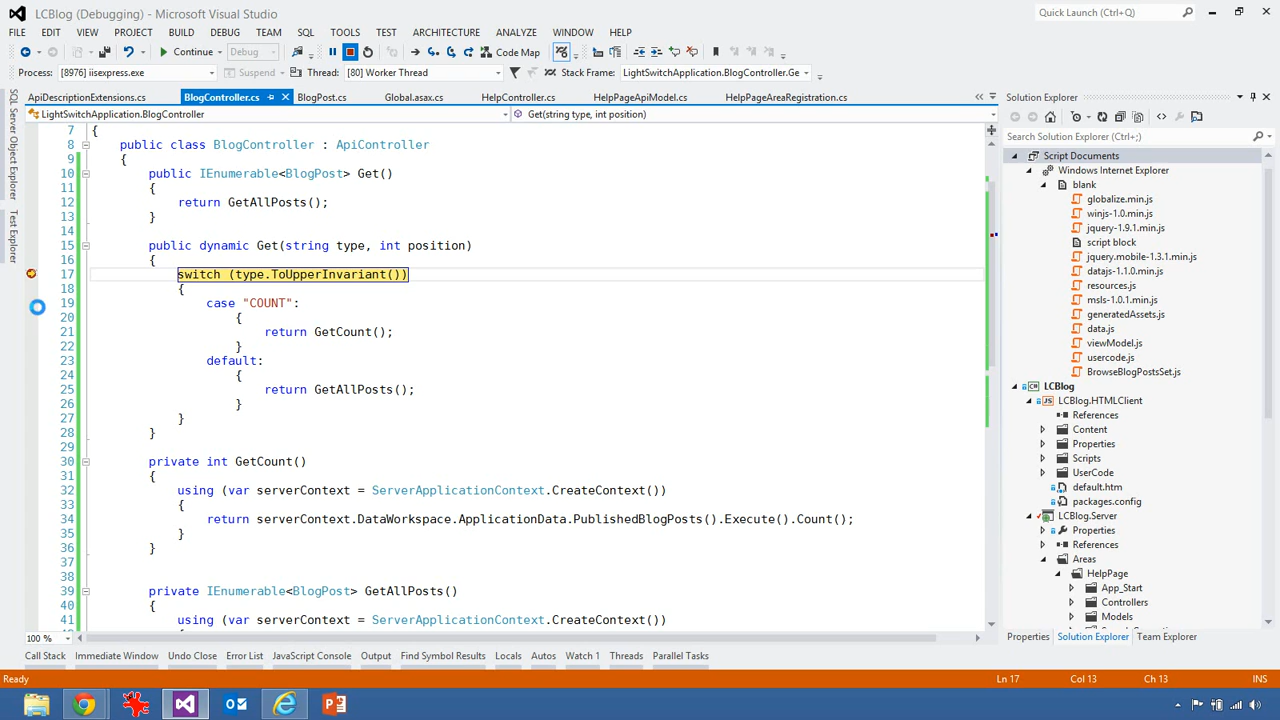 LCBlog (Debugging) - Microsoft Visual Studio
Quick Launch (Ctrl+Q)
FILE EDIT VIEW PROJECT BUILD DEBUG TEAM SQL TOOLS TEST ARCHITECTURE ANALYZE WINDOW HELP
Continue Debug Code Map
Process: [8976] iisexpress.exe Suspend Thread: [80] Worker Thread Stack Frame: LightSwitchApplication.BlogController.Ge
ApiDescriptionExtensions.cs BlogController.cs BlogPost.cs Global.asax.cs HelpController.cs HelpPageApiModel.cs HelpPageAreaRegistration.cs
LightSwitchApplication.BlogController Get(string type, int position)
SQL Server Object Explorer
Test Explorer
7 {
8 public class BlogController : ApiController
9 {
10 public IEnumerable<BlogPost> Get()
11 {
12 return GetAllPosts();
13 }
14
15 public dynamic Get(string type, int position)
16 {
17 switch (type.ToUpperInvariant())
18 {
19 case "COUNT":
20 {
21 return GetCount();
22 }
23 default:
24 {
25 return GetAllPosts();
26 }
27 }
28 }
29
30 private int GetCount()
31 {
32 using (var serverContext = ServerApplicationContext.CreateContext())
33 {
34 return serverContext.DataWorkspace.ApplicationData.PublishedBlogPosts().Execute().Count();
35 }
36 }
37
38
39 private IEnumerable<BlogPost> GetAllPosts()
40 {
41 using (var serverContext = ServerApplicationContext.CreateContext())
100 %
Solution Explorer
Search Solution Explorer (Ctrl+;)
Script Documents
Windows Internet Explorer
blank
globalize.min.js
winjs-1.0.min.js
jquery-1.9.1.min.js
script block
jquery.mobile-1.3.1.min.js
datajs-1.1.0.min.js
resources.js
msls-1.0.1.min.js
generatedAssets.js
data.js
viewModel.js
usercode.js
BrowseBlogPostsSet.js
LCBlog
LCBlog.HTMLClient
References
Content
Properties
Scripts
UserCode
default.htm
packages.config
LCBlog.Server
Properties
References
Areas
HelpPage
App_Start
Controllers
Models
Properties Solution Explorer Team Explorer
Call Stack Immediate Window Undo Close Error List JavaScript Console Output Find Symbol Results Locals Autos Watch 1 Threads Parallel Tasks
Ready Ln 17 Col 13 Ch 13 INS